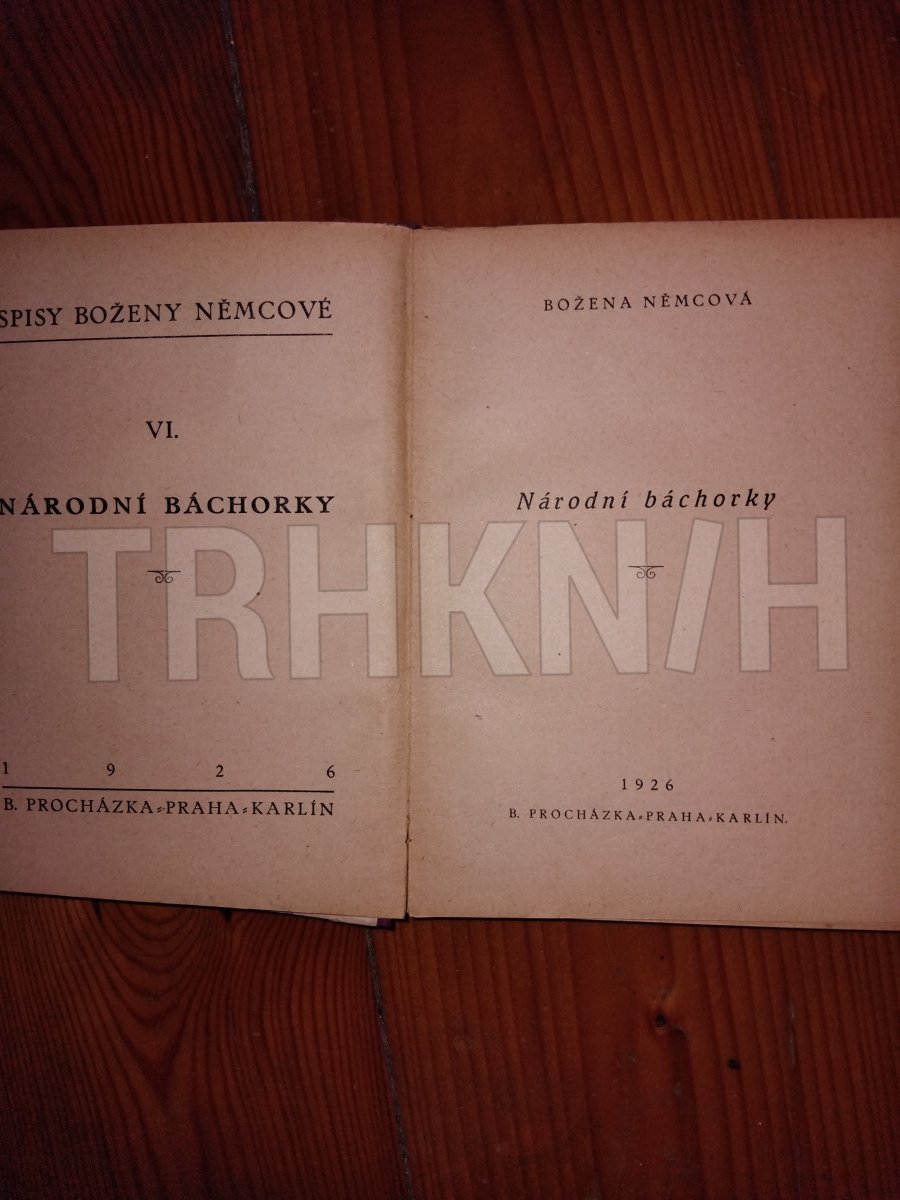 SPISY BOŽENY NĚMCOVÉ
VI.
NÁRODNÍ BÁCHORKY
1 9 2 6
B. PROCHÁZKA-PRAHA-KARLÍN
BOŽENA NĚMCOVÁ
Národní báchorky
1926
B. PROCHÁZKA-PRAHA-KARLÍN.
TRHKNIH